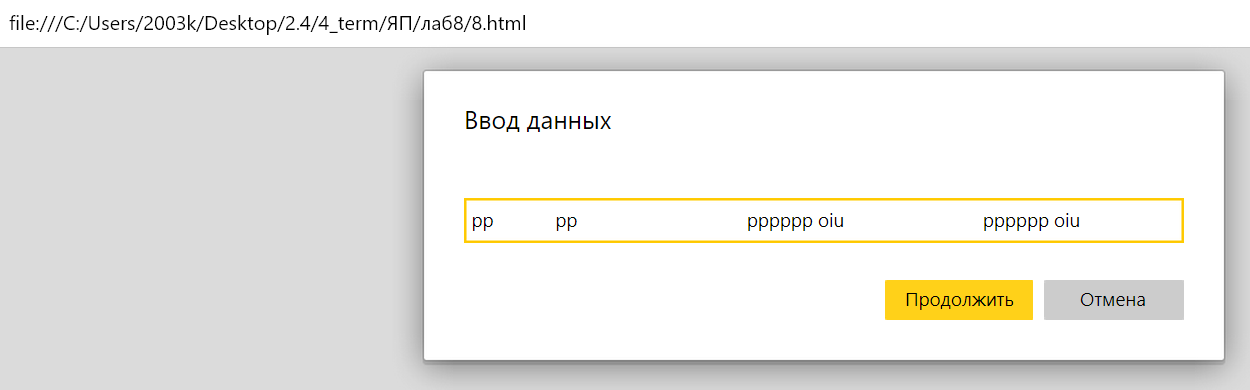 file:///C:/Users/2003k/Desktop/2.4/4_term/ЯП/ла68/8.html
Ввод данных
pp pp pppppp oiu pppppp oiu
Продолжить Отмена